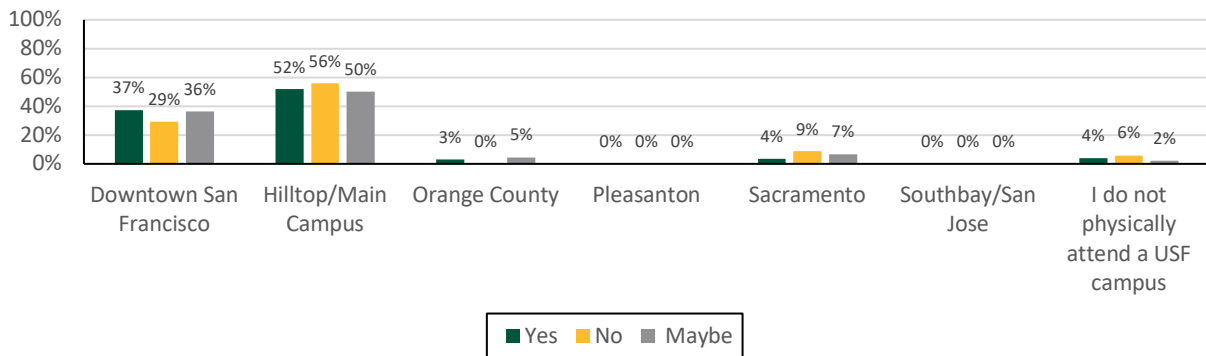 100%
80%
60%
40%
20%
0%
37% 29% 36%
52% 56% 50%
3% 0% 5%
0% 0% 0%
4% 9% 7%
0% 0% 0%
4% 6% 2%
Downtown San
Francisco
Hilltop/Main
Campus
Orange County
Pleasanton
Sacramento
Southbay/San
Jose
I do not
physically
attend a USF
campus
Yes No Maybe